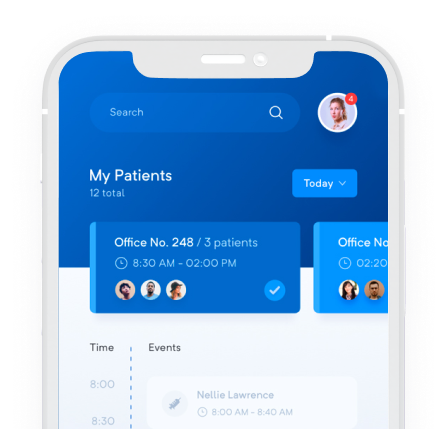 Search
4
My Patients
12 total
Today
Office No. 248 / 3 patients
8:30 AM - 02:00 PM
Office No
02:20
Time
Events
8:00
Nellie Lawrence
8:00 AM - 8:40 AM
8:30